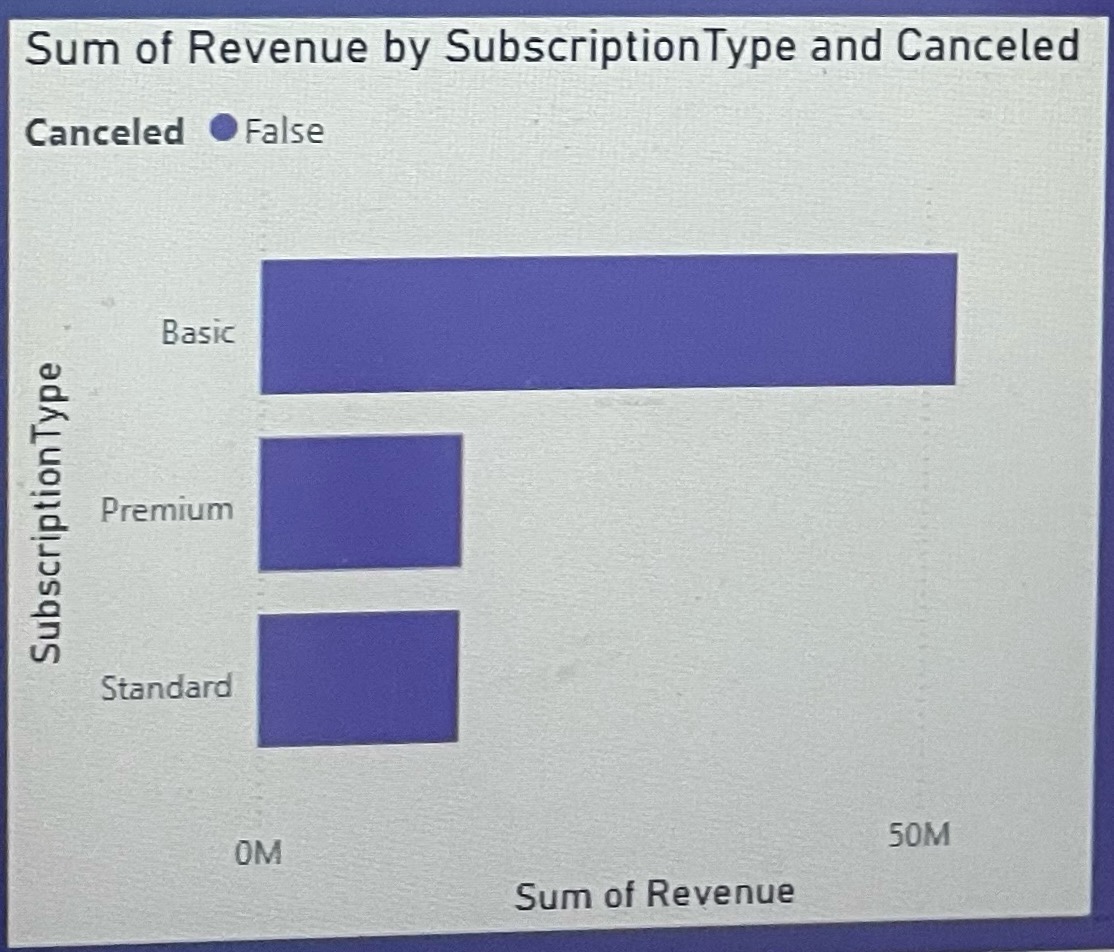 Sum of Revenue by SubscriptionType and Canceled
Canceled False
SubscriptionType
Basic
Premium
Standard
0M 50M
Sum of Revenue